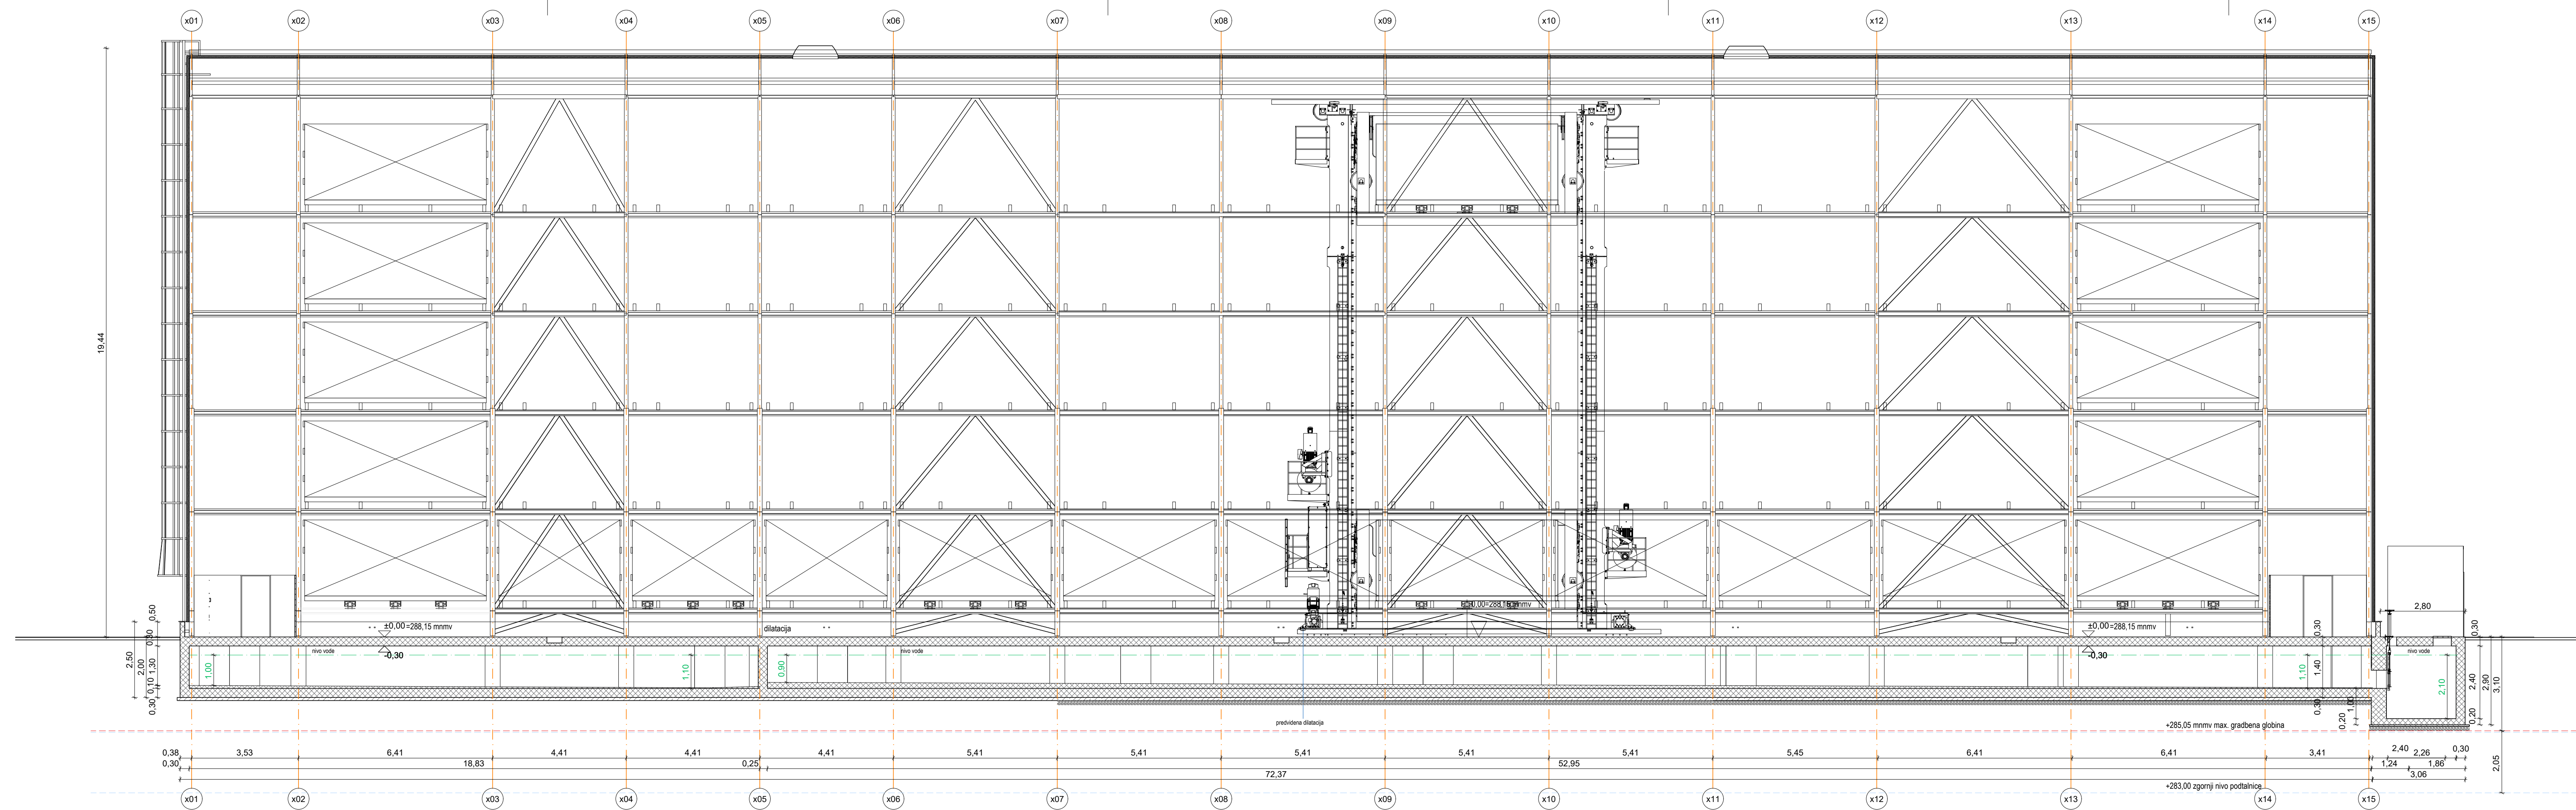 x01 x02 x03 x04 x05 x06 x07 x08 x09 x10 x11 x12 x13 x14 x15
19,44
2,80
±0,00=288,15 mnmv
dilatacija
±0,00=288,15 mnmv
±0,00=288,15 mnmv
0,50
0,30
0,30
0,30
-0,30
-0,30
nivo vode
nivo vode
nivo vode
2,50
2,00
1,30
0,10
0,30
1,00
1,10
0,90
1,10
1,40
0,30
1,00
0,20
2,10
2,40
0,20
2,90
3,10
predvidena dilatacija
+285,05 mnmv max. gradbena globina
0,38 3,53 6,41 4,41 4,41 4,41 5,41 5,41 5,41 5,41 5,41 5,45 6,41 6,41 3,41 2,40 2,26 0,30
0,30 18,83 0,25 52,95 1,24 1,86
72,37 3,06
2,05
+283,00 zgornji nivo podtalnice
x01 x02 x03 x04 x05 x06 x07 x08 x09 x10 x11 x12 x13 x14 x15